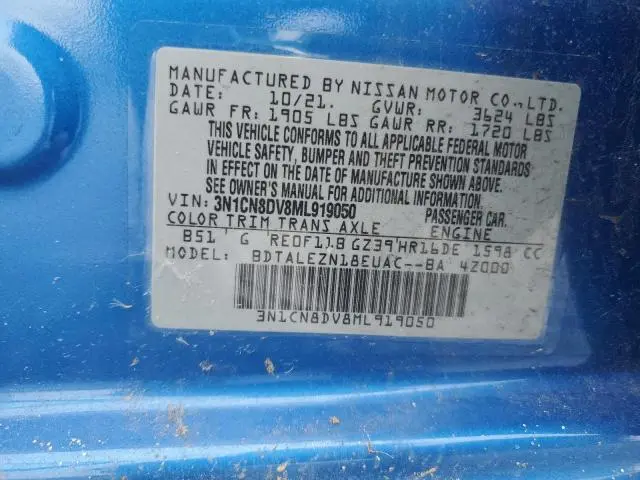 MANUFACTURED BY NISSAN MOTOR CO.,LTD.
DATE: 10/21. GVWR: 3624 LBS
GAWR FR: 1905 LBS GAWR RR: 1720 LBS
THIS VEHICLE CONFORMS TO ALL APPLICABLE FEDERAL MOTOR
VEHICLE SAFETY, BUMPER AND THEFT PREVENTION STANDARDS
IN EFFECT ON THE DATE OF MANUFACTURE SHOWN ABOVE.
SEE OWNER'S MANUAL FOR ADDITIONAL INFORMATION
VIN: 3N1CN8DV8ML919050 PASSENGER CAR.
COLOR TRIM TRANS AXLE ENGINE
B51 G RE0F11B GZ39 HR16DE 1598 CC
MODEL: BDTALEZN18EUAC--BA 4Z000
3N1CN8DV8ML919050